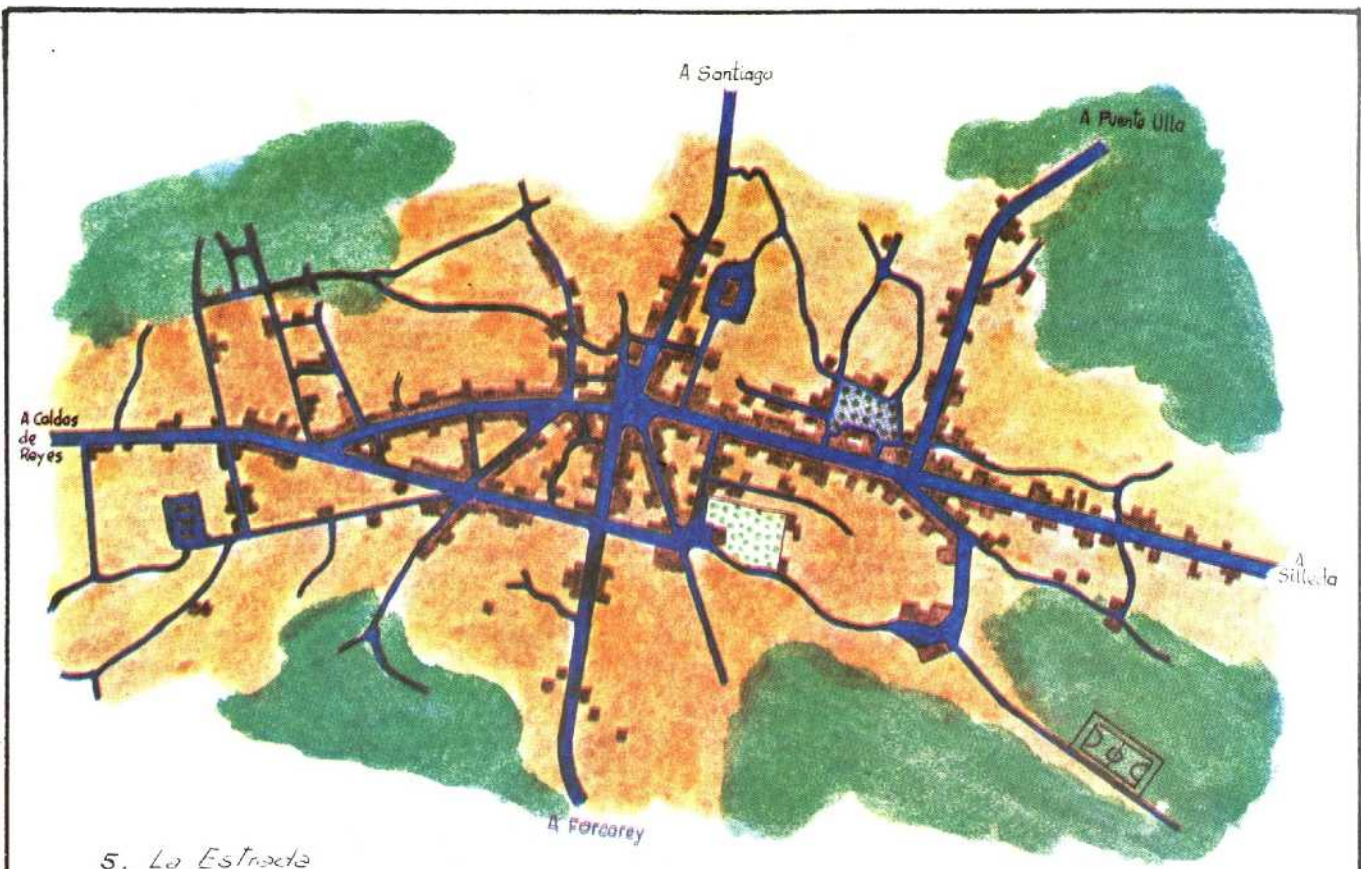 A Santiago
A Puente Ulla
A Caldas
de
Reyes
A
Silleda
A Forcarey
5. La Estrada